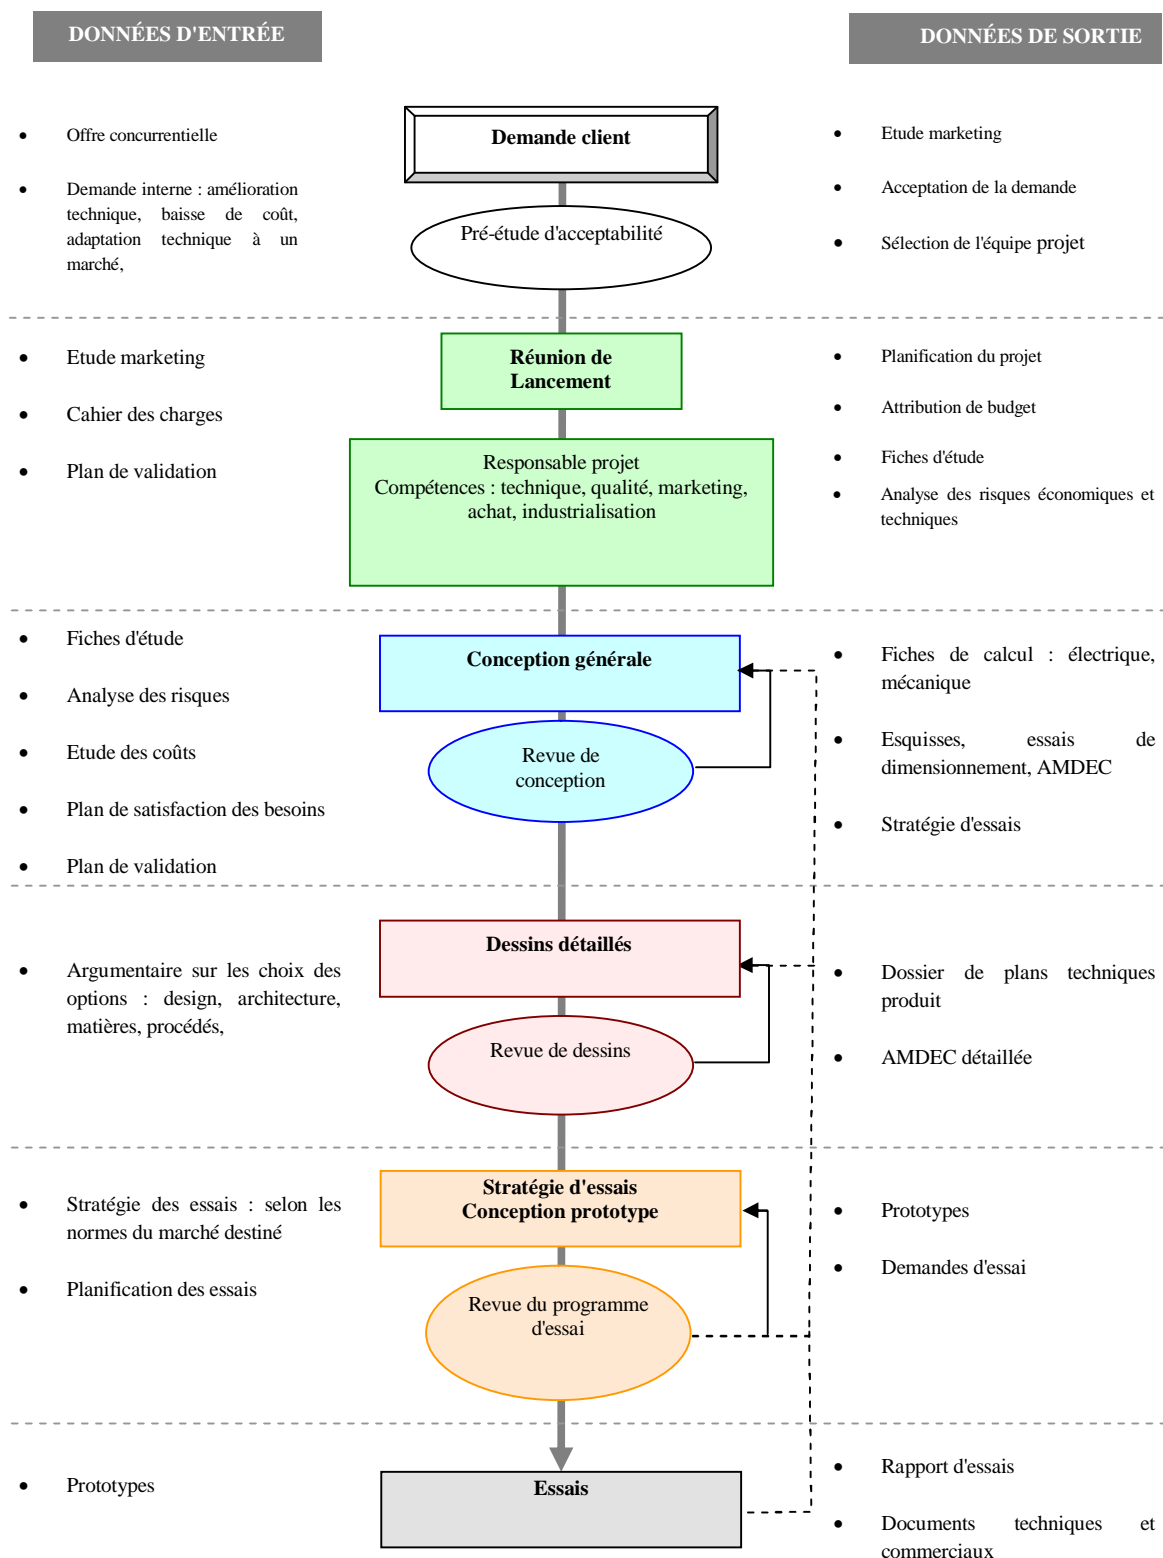 DONNÉES D'ENTRÉE
DONNÉES DE SORTIE
• Offre concurrentielle
• Demande interne : amélioration
technique, baisse de coût,
adaptation technique à un
marché,
Demande client
Pré-étude d'acceptabilité
• Etude marketing
• Acceptation de la demande
• Sélection de l'équipe projet
• Etude marketing
• Cahier des charges
• Plan de validation
Réunion de
Lancement
Responsable projet
Compétences : technique, qualité, marketing,
achat, industrialisation
• Planification du projet
• Attribution de budget
• Fiches d'étude
• Analyse des risques économiques et
techniques
• Fiches d'étude
• Analyse des risques
• Etude des coûts
• Plan de satisfaction des besoins
• Plan de validation
Conception générale
Revue de
conception
• Fiches de calcul : électrique,
mécanique
• Esquisses, essais de
dimensionnement, AMDEC
• Stratégie d'essais
• Argumentaire sur les choix des
options : design, architecture,
matières, procédés,
Dessins détaillés
Revue de dessins
• Dossier de plans techniques
produit
• AMDEC détaillée
• Stratégie des essais : selon les
normes du marché destiné
• Planification des essais
Stratégie d'essais
Conception prototype
Revue du programme
d'essai
• Prototypes
• Demandes d'essai
• Prototypes
Essais
• Rapport d'essais
• Documents techniques et
commerciaux